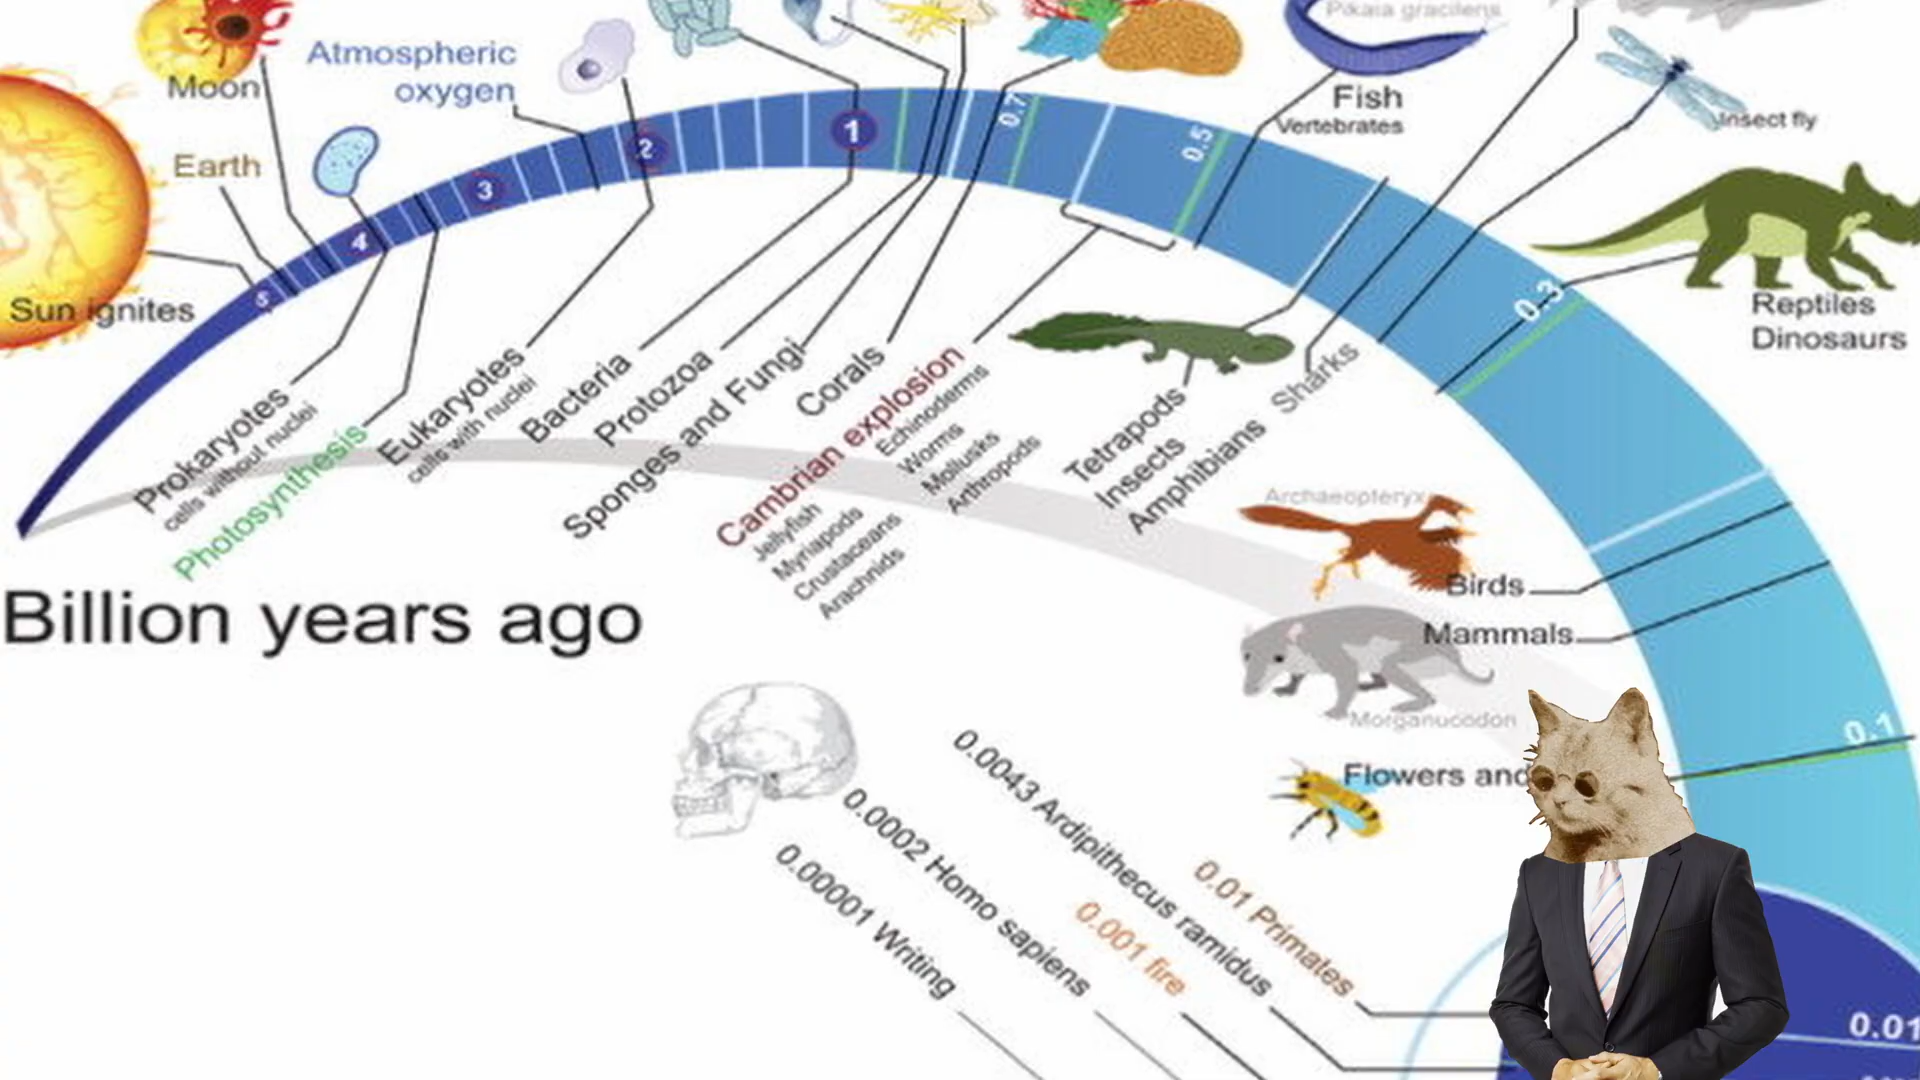 Pikaia gracilens
Moon
Atmospheric
oxygen
Fish
Vertebrates
Insect fly
Earth
Sun ignites
5
4
3
2
1
0.7
0.5
0.3
Reptiles
Dinosaurs
Prokaryotes
cells without nuclei
Photosynthesis
Eukaryotes
cells with nuclei
Bacteria
Protozoa
Sponges and Fungi
Corals
Cambrian explosion
Echinoderms
Worms
Mollusks
Arthropods
Jellyfish
Myriapods
Crustaceans
Arachnids
Tetrapods
Insects
Amphibians
Sharks
Archaeopteryx
Birds
Mammals
Morganucodon
Flowers and
0.1
Billion years ago
0.0043 Ardipithecus ramidus
0.0002 Homo sapiens
0.00001 Writing
0.01 Primates
0.001 fire
0.01